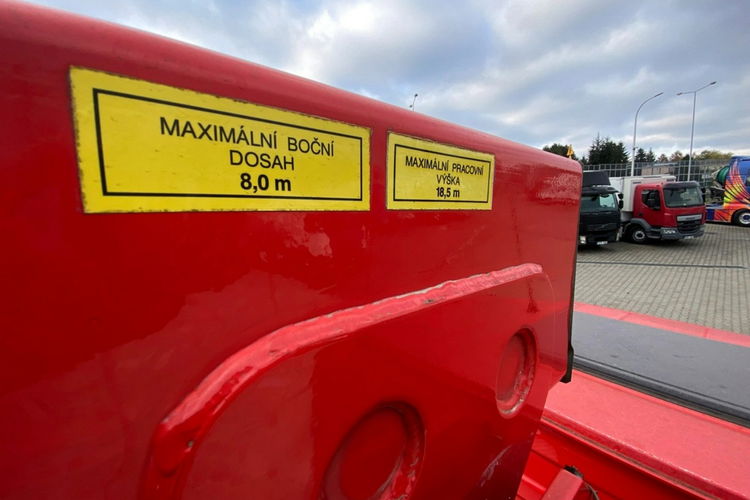 MAXIMÁLNÍ BOČNÍ
DOSAH
8,0 m
MAXIMÁLNÍ PRACOVNÍ
VÝŠKA
18,5 m